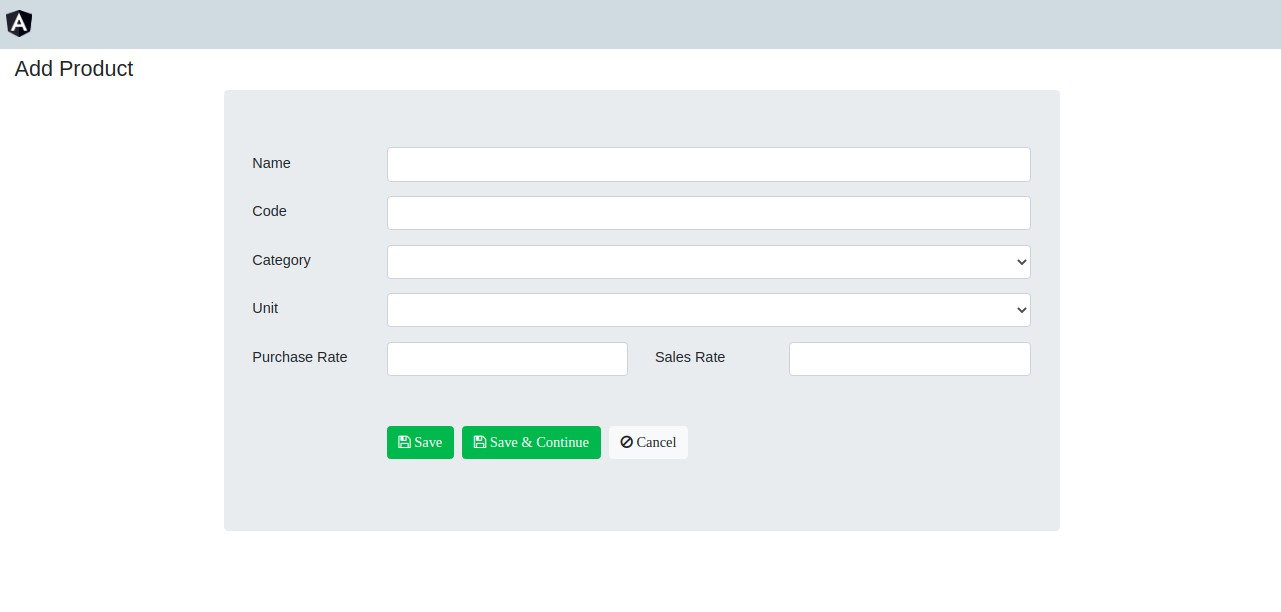 Add Product
Name
Code
Category
Unit
Purchase Rate Sales Rate
Save Save & Continue Cancel